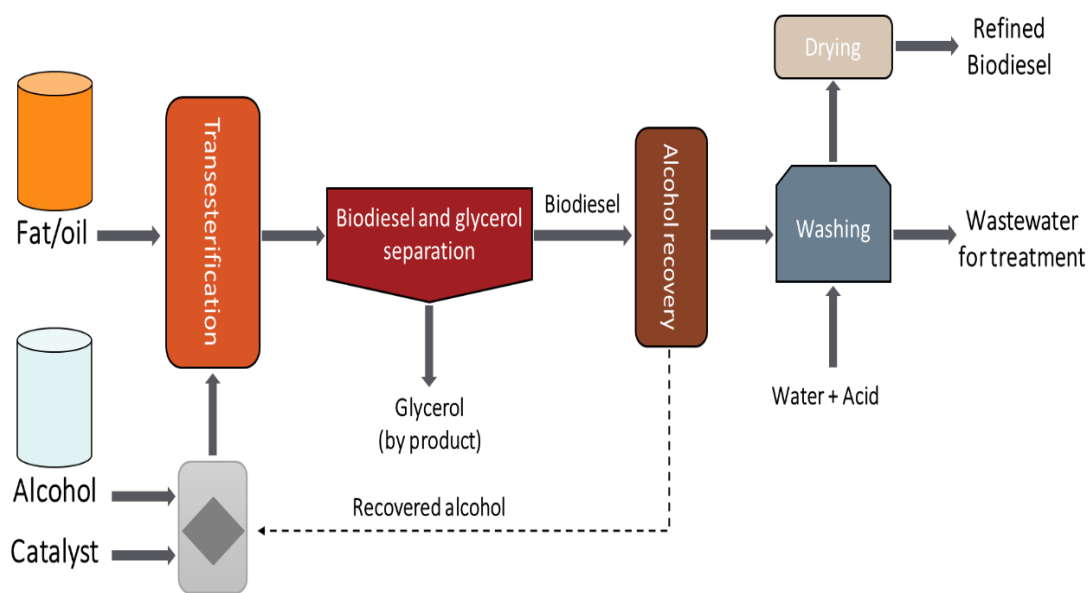 Drying
Refined
Biodiesel
Transesterification
Alcohol recovery
Biodiesel
Biodiesel and glycerol
separation
Washing
Fat/oil
Wastewater
for treatment
Glycerol
(by product)
Water + Acid
Alcohol
Recovered alcohol
Catalyst